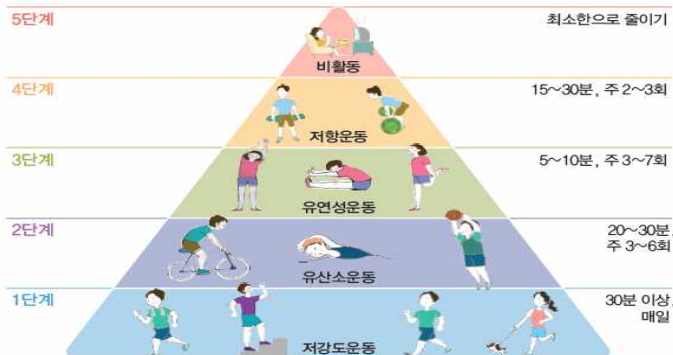 5단계
최소한으로 줄이기
비활동
4단계
15~30분, 주 2~3회
저항운동
3단계
5~10분, 주 3~7회
유연성운동
2단계
20~30분,
주 3~6회
유산소운동
1단계
30분 이상,
매일
저강도운동